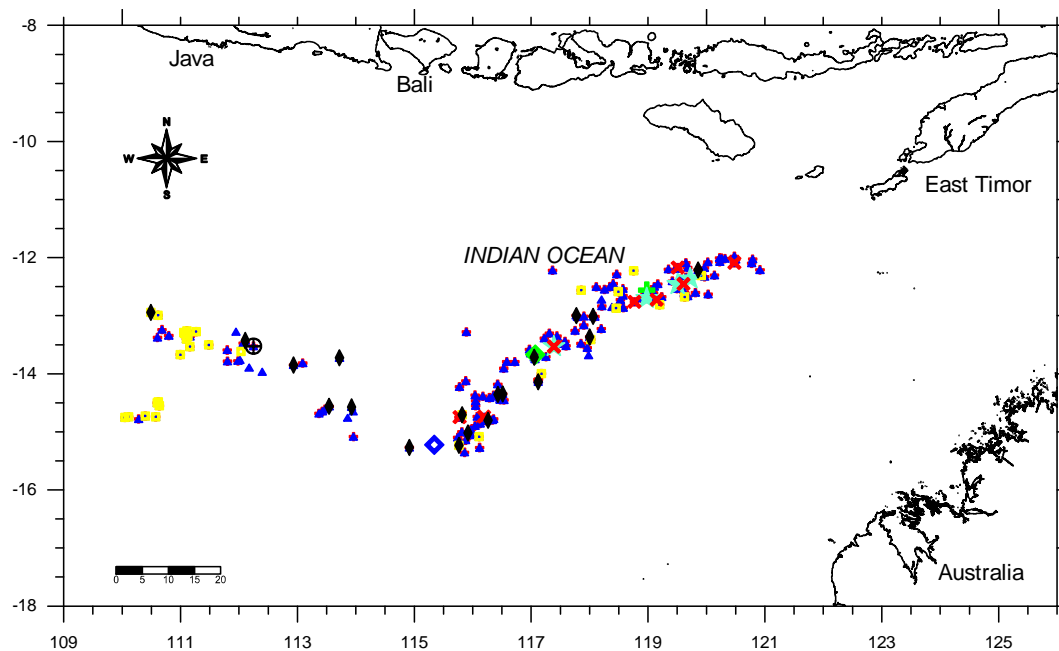 -8
Java
Bali
-10
N
W E
S
East Timor
-12
INDIAN OCEAN
-14
-16
0 5 10 15 20
Australia
-18
109 111 113 115 117 119 121 123 125